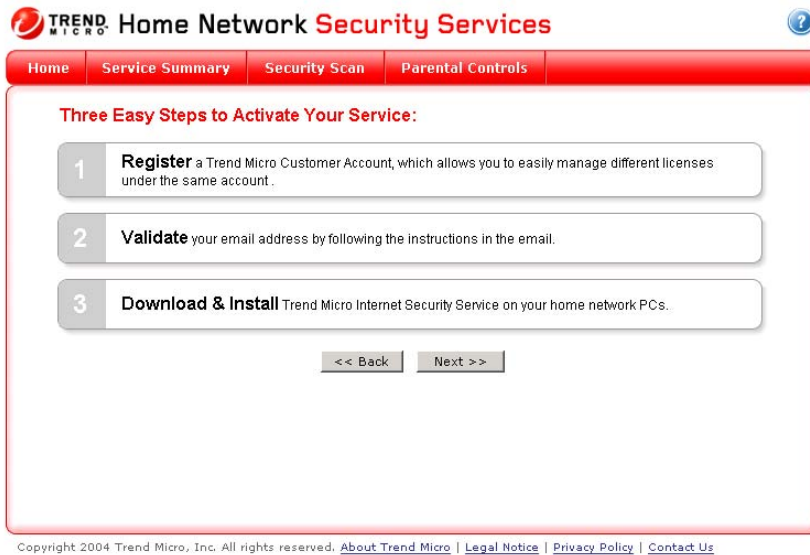 TREND MICRO Home Network Security Services
?
Home Service Summary Security Scan Parental Controls
Three Easy Steps to Activate Your Service:
1 Register a Trend Micro Customer Account, which allows you to easily manage different licenses
under the same account .
2 Validate your email address by following the instructions in the email.
3 Download & Install Trend Micro Internet Security Service on your home network PCs.
<< Back Next >>
Copyright 2004 Trend Micro, Inc. All rights reserved. About Trend Micro | Legal Notice | Privacy Policy | Contact Us